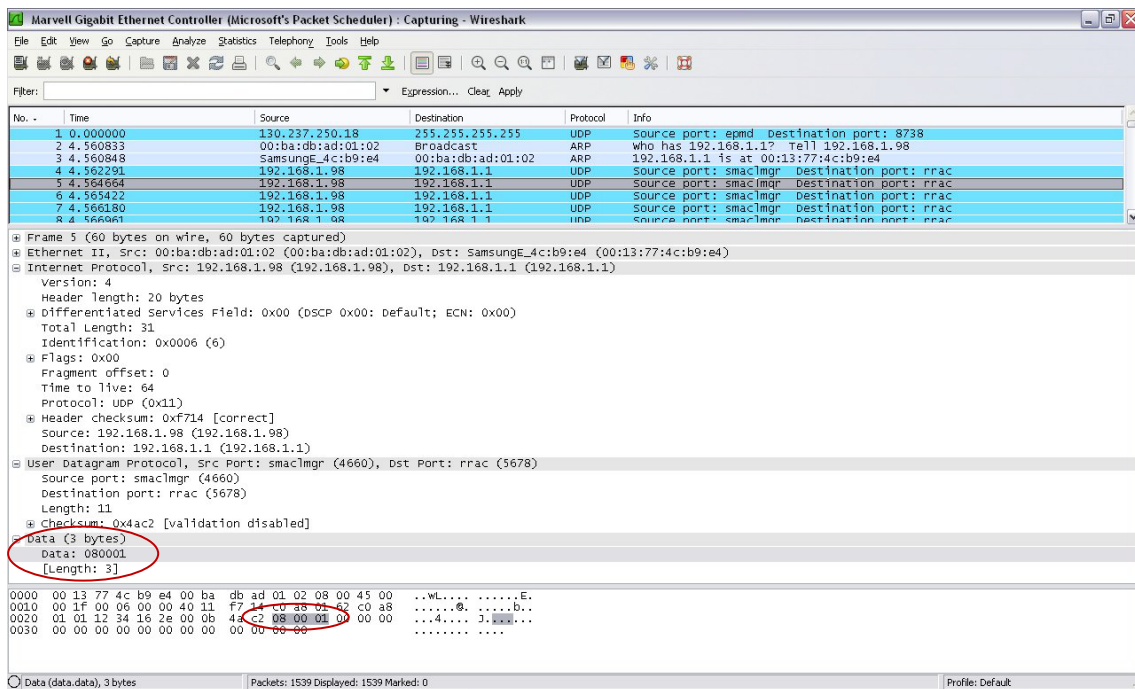 Marvell Gigabit Ethernet Controller (Microsoft's Packet Scheduler) : Capturing - Wireshark
File Edit View Go Capture Analyze Statistics Telephony Tools Help
Filter: Expression... Clear Apply
No. - Time Source Destination Protocol Info
1 0.000000 130.237.250.18 255.255.255.255 UDP Source port: epmd Destination port: 8738
2 4.560833 00:ba:db:ad:01:02 Broadcast ARP who has 192.168.1.1? Tell 192.168.1.98
3 4.560848 SamsungE_4c:b9:e4 00:ba:db:ad:01:02 ARP 192.168.1.1 is at 00:13:77:4c:b9:e4
4 4.562291 192.168.1.98 192.168.1.1 UDP Source port: smaclmgr Destination port: rrac
5 4.564664 192.168.1.98 192.168.1.1 UDP Source port: smaclmgr Destination port: rrac
6 4.565422 192.168.1.98 192.168.1.1 UDP Source port: smaclmgr Destination port: rrac
7 4.566180 192.168.1.98 192.168.1.1 UDP Source port: smaclmgr Destination port: rrac
8 4.566961 192.168.1.98 192.168.1.1 UDP Source port: smaclmgr Destination port: rrac
Frame 5 (60 bytes on wire, 60 bytes captured)
Ethernet II, Src: 00:ba:db:ad:01:02 (00:ba:db:ad:01:02), Dst: SamsungE_4c:b9:e4 (00:13:77:4c:b9:e4)
Internet Protocol, Src: 192.168.1.98 (192.168.1.98), Dst: 192.168.1.1 (192.168.1.1)
Version: 4
Header length: 20 bytes
Differentiated Services Field: 0x00 (DSCP 0x00: Default; ECN: 0x00)
Total Length: 31
Identification: 0x0006 (6)
Flags: 0x00
Fragment offset: 0
Time to live: 64
Protocol: UDP (0x11)
Header checksum: 0xf714 [correct]
Source: 192.168.1.98 (192.168.1.98)
Destination: 192.168.1.1 (192.168.1.1)
User Datagram Protocol, Src Port: smaclmgr (4660), Dst Port: rrac (5678)
Source port: smaclmgr (4660)
Destination port: rrac (5678)
Length: 11
Checksum: 0x4ac2 [validation disabled]
Data (3 bytes)
Data: 080001
[Length: 3]
0000 00 13 77 4c b9 e4 00 ba db ad 01 02 08 00 45 00 ..wL.... ......E.
0010 00 1f 00 06 00 00 40 11 f7 14 c0 a8 01 62 c0 a8 ......@. .....b..
0020 01 01 12 34 16 2e 00 0b 4a c2 08 00 01 00 00 00 ...4.... J.......
0030 00 00 00 00 00 00 00 00 00 00 00 00 ........ ....
Data (data.data), 3 bytes Packets: 1539 Displayed: 1539 Marked: 0 Profile: Default